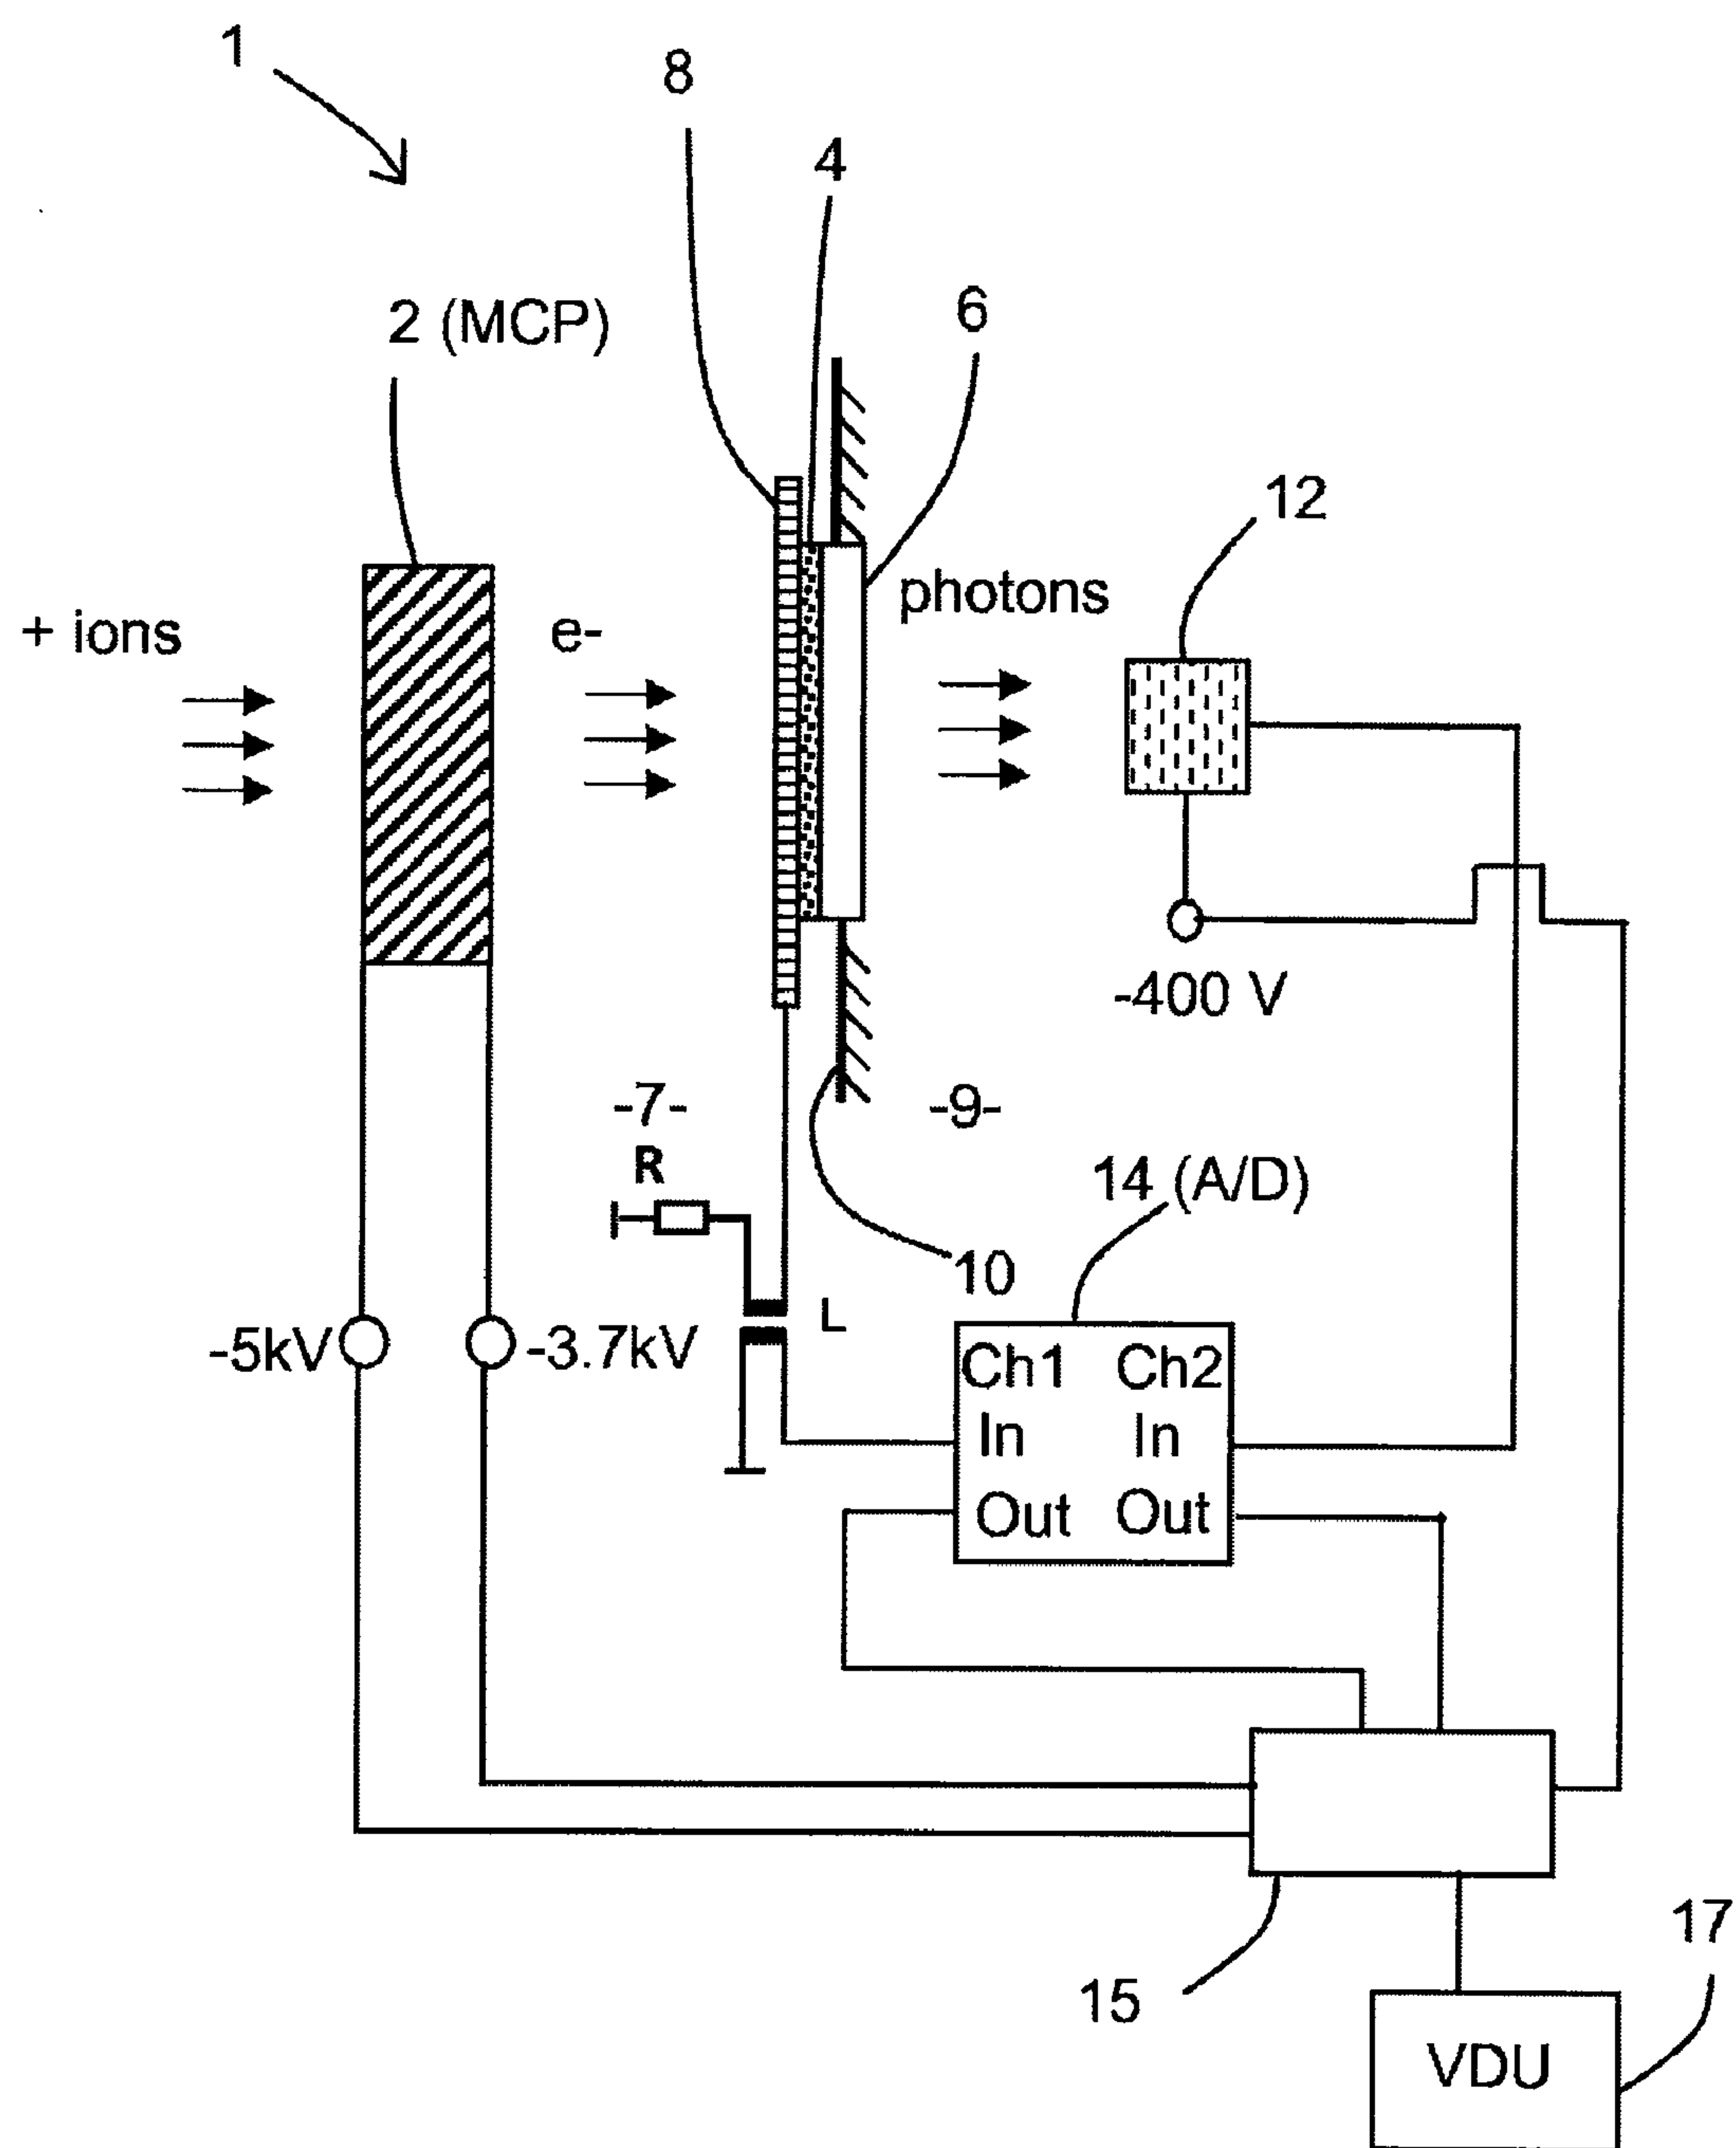 1
8
4
2 (MCP)
6
12
+ ions
e-
photons
-400 V
-7-
-9-
R
14 (A/D)
10
L
-5kV
-3.7kV
Ch1 Ch2
In In
Out Out
15
17
VDU